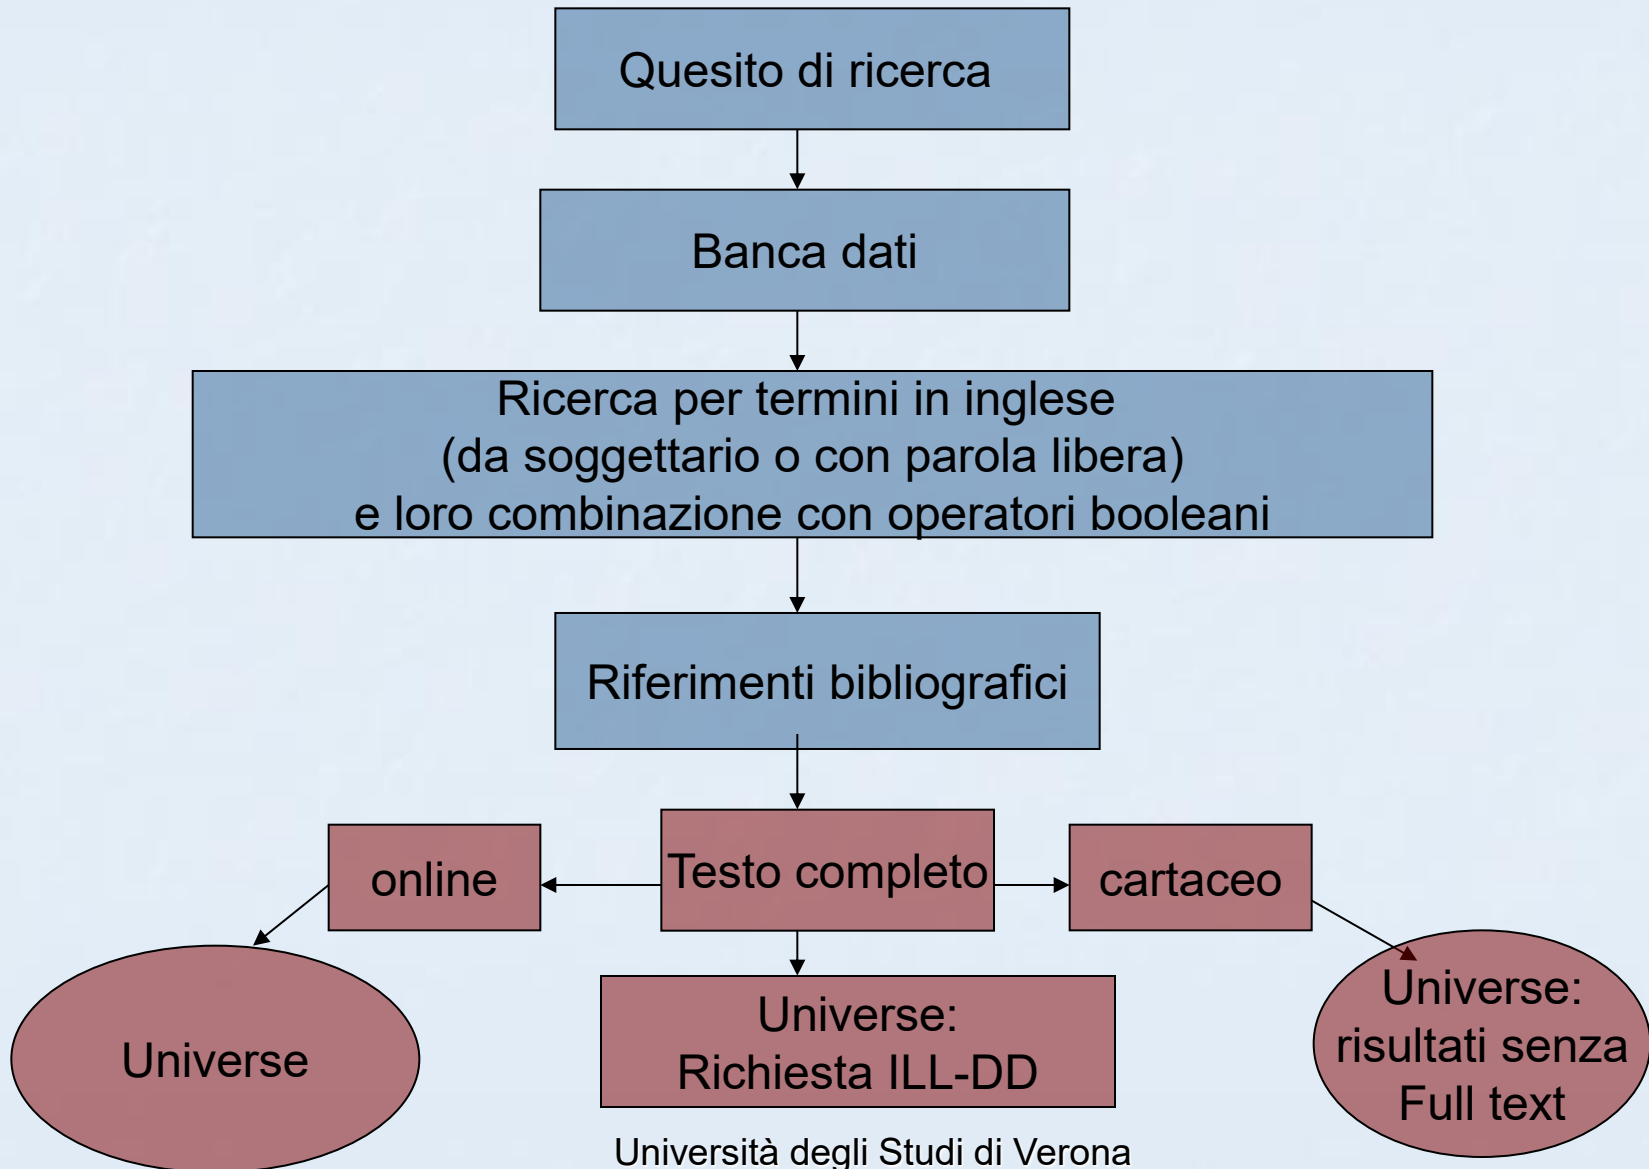 Quesito di ricerca
Banca dati
Ricerca per termini in inglese
(da soggettario o con parola libera)
e loro combinazione con operatori booleani
Riferimenti bibliografici
online
Testo completo
cartaceo
Universe
Universe:
Richiesta ILL-DD
Universe:
risultati senza
Full text
Università degli Studi di Verona